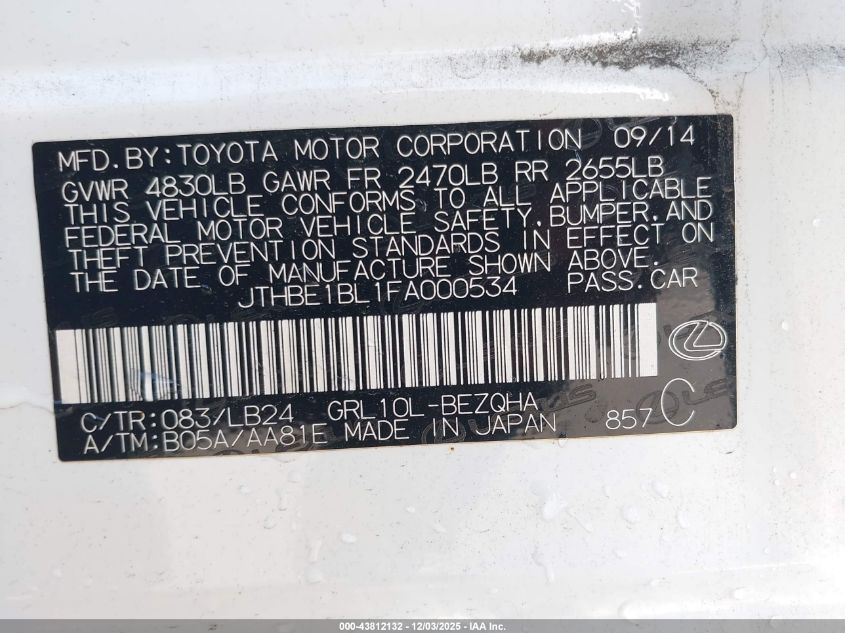 MFD.BY:TOYOTA MOTOR CORPORATION 09/14
GVWR 4830LB GAWR FR 2470LB RR 2655LB
THIS VEHICLE CONFORMS TO ALL APPLICABLE
FEDERAL MOTOR VEHICLE SAFETY,BUMPER,AND
THEFT PREVENTION STANDARDS IN EFFECT ON
THE DATE OF MANUFACTURE SHOWN ABOVE.
JTHBE1BL1FA000534 PASS.CAR
C/TR:083/LB24 GRL10L-BEZQHA
A/TM:B05A/AA81E MADE IN JAPAN 857C
000-43812132 - 12/03/2025 - IAA Inc.